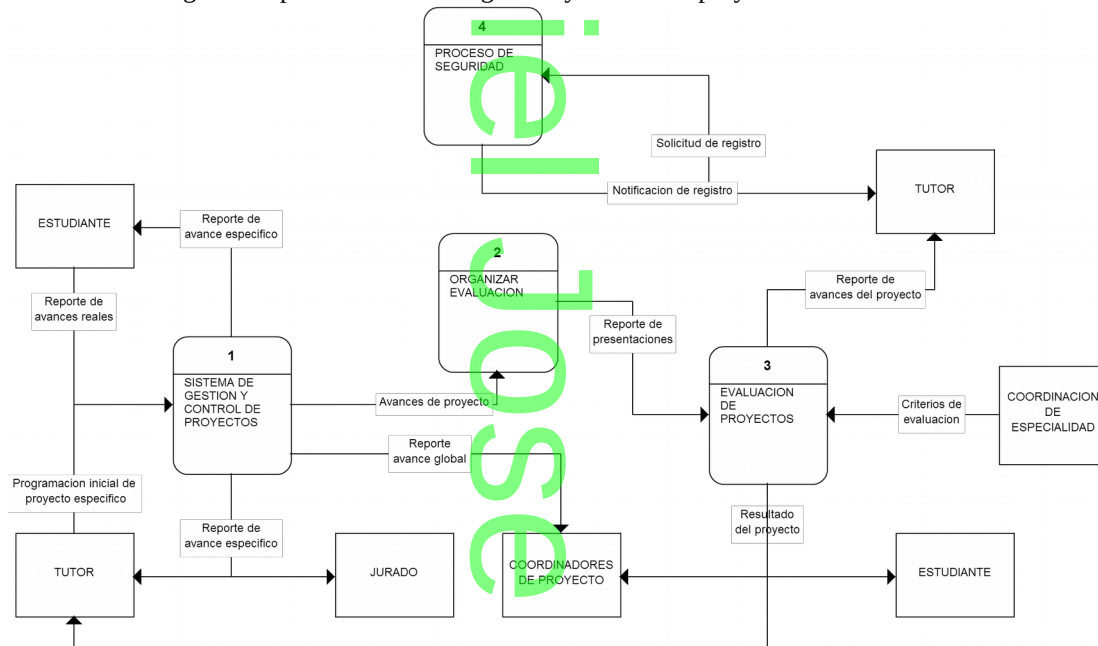 4
PROCESO DE
SEGURIDAD
Solicitud de registro
Notificacion de registro
TUTOR
ESTUDIANTE
Reporte de
avance especifico
2
ORGANIZAR
EVALUACION
Reporte de
avances del proyecto
Reporte de
avances reales
Reporte de
presentaciones
1
SISTEMA DE
GESTION Y
CONTROL DE
PROYECTOS
3
EVALUACION
DE
PROYECTOS
Avances de proyecto
Criterios de
evaluacion
COORDINACION
DE
ESPECIALIDAD
Reporte
avance global
Programacion inicial de
proyecto especifico
Reporte de
avance especifico
Resultado
del proyecto
TUTOR
JURADO
COORDINADORES
DE PROYECTO
ESTUDIANTE
Jose